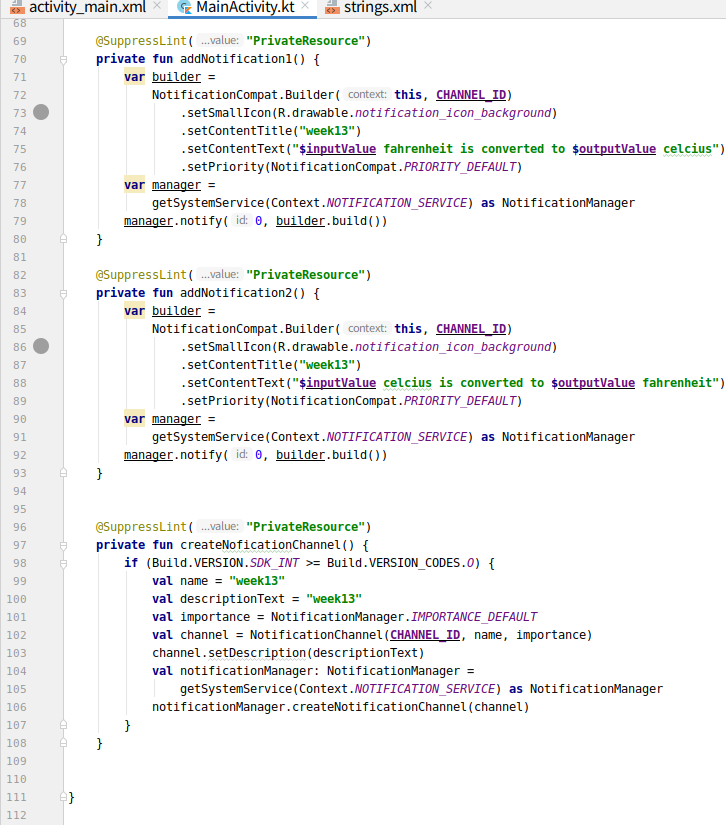 activity_main.xml × MainActivity.kt × strings.xml ×
68
69 @SuppressLint( ...value: "PrivateResource")
70 private fun addNotification1() {
71 var builder =
72 NotificationCompat.Builder( context: this, CHANNEL_ID)
73 .setSmallIcon(R.drawable.notification_icon_background)
74 .setContentTitle("week13")
75 .setContentText("$inputValue fahrenheit is converted to $outputValue celcius")
76 .setPriority(NotificationCompat.PRIORITY_DEFAULT)
77 var manager =
78 getSystemService(Context.NOTIFICATION_SERVICE) as NotificationManager
79 manager.notify( id: 0, builder.build())
80 }
81
82 @SuppressLint( ...value: "PrivateResource")
83 private fun addNotification2() {
84 var builder =
85 NotificationCompat.Builder( context: this, CHANNEL_ID)
86 .setSmallIcon(R.drawable.notification_icon_background)
87 .setContentTitle("week13")
88 .setContentText("$inputValue celcius is converted to $outputValue fahrenheit")
89 .setPriority(NotificationCompat.PRIORITY_DEFAULT)
90 var manager =
91 getSystemService(Context.NOTIFICATION_SERVICE) as NotificationManager
92 manager.notify( id: 0, builder.build())
93 }
94
95
96 @SuppressLint( ...value: "PrivateResource")
97 private fun createNoficationChannel() {
98 if (Build.VERSION.SDK_INT >= Build.VERSION_CODES.O) {
99 val name = "week13"
100 val descriptionText = "week13"
101 val importance = NotificationManager.IMPORTANCE_DEFAULT
102 val channel = NotificationChannel(CHANNEL_ID, name, importance)
103 channel.setDescription(descriptionText)
104 val notificationManager: NotificationManager =
105 getSystemService(Context.NOTIFICATION_SERVICE) as NotificationManager
106 notificationManager.createNotificationChannel(channel)
107 }
108 }
109
110
111 }
112